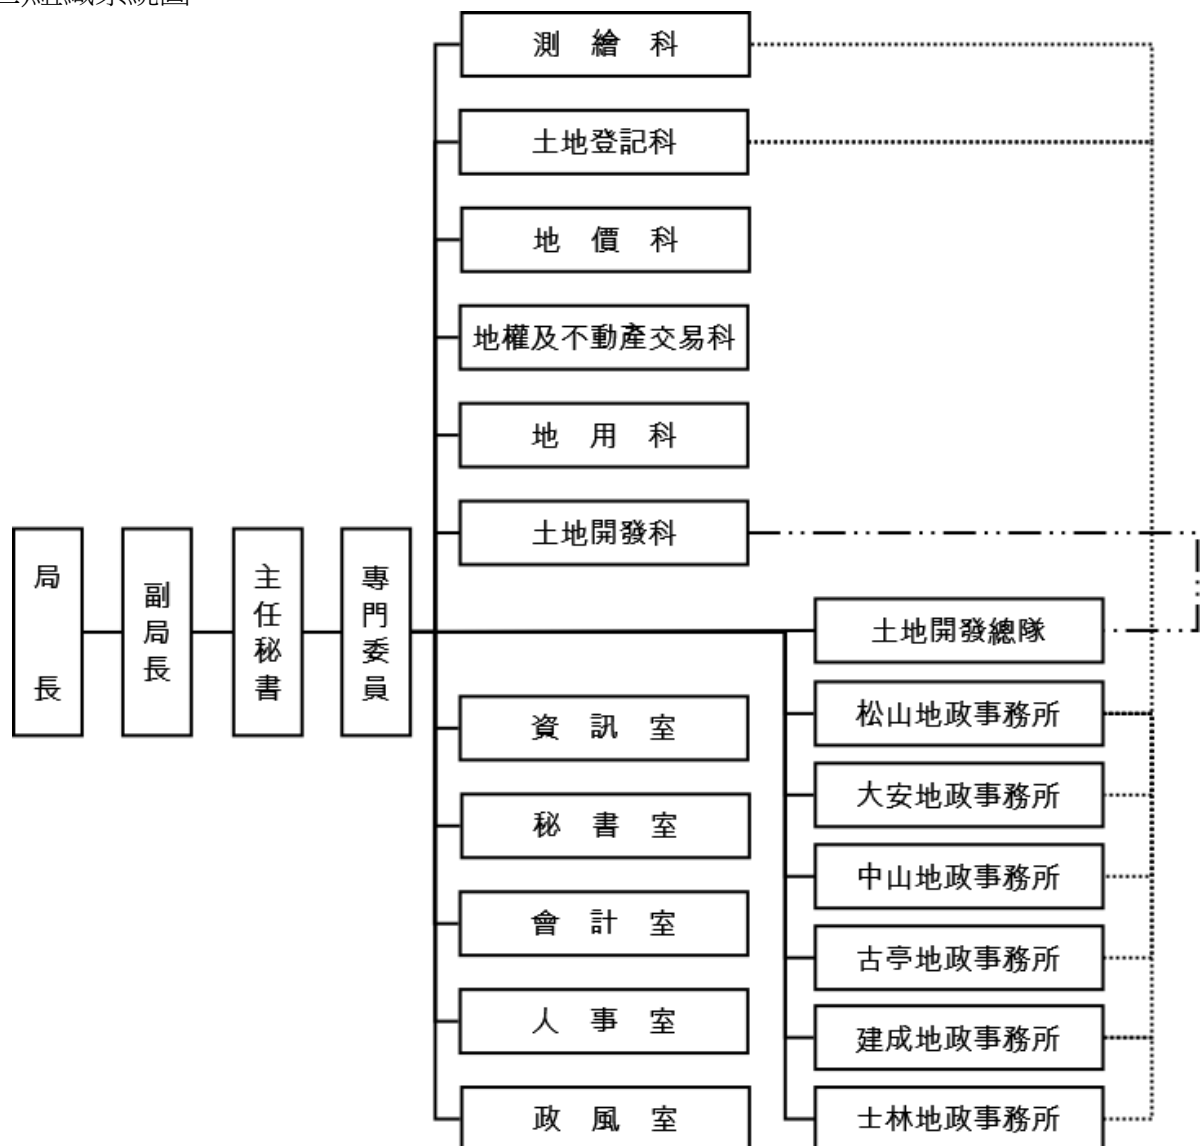 組織系統圖
測繪科
土地登記科
地價科
地權及不動產交易科
地用科
土地開發科
局長
副局長
主任秘書
專門委員
土地開發總隊
松山地政事務所
大安地政事務所
中山地政事務所
古亭地政事務所
建成地政事務所
士林地政事務所
資訊室
秘書室
會計室
人事室
政風室